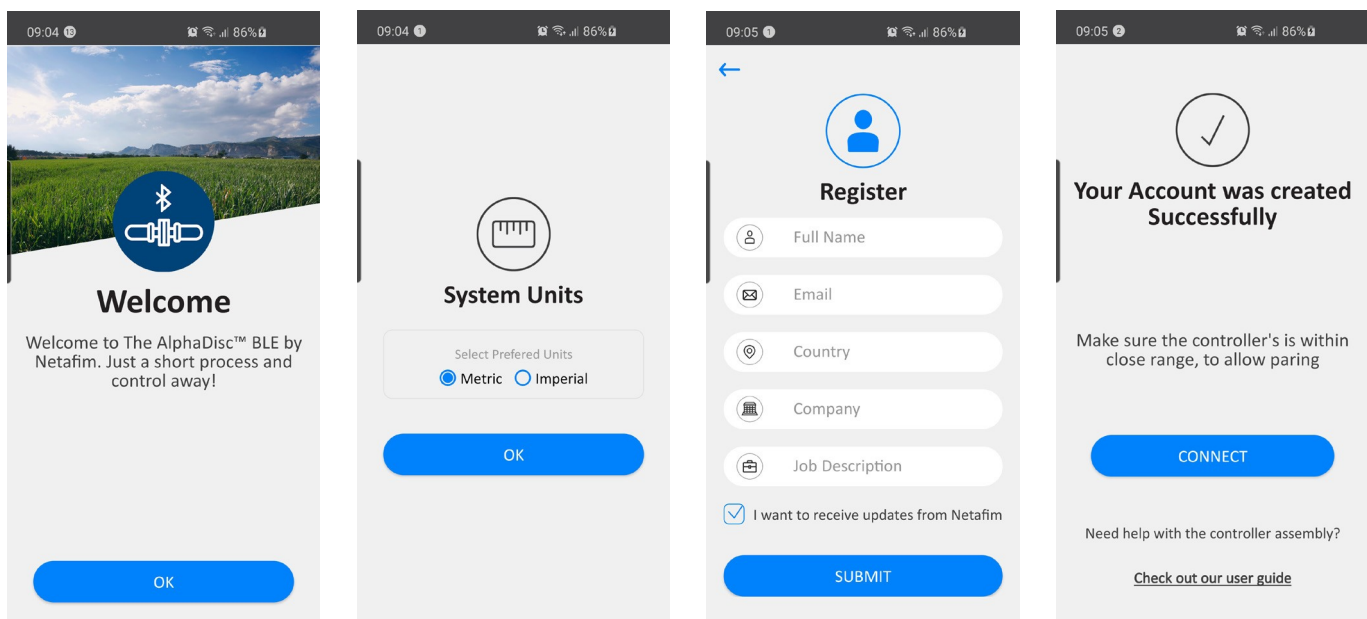 09:04 13
86%
Welcome
Welcome to The AlphaDisc™ BLE by
Netafim. Just a short process and
control away!
OK
09:04 1
86%
System Units
Select Prefered Units
Metric Imperial
OK
09:05 1
86%
Register
Full Name
Email
Country
Company
Job Description
I want to receive updates from Netafim
SUBMIT
09:05 2
86%
Your Account was created
Successfully
Make sure the controller's is within
close range, to allow paring
CONNECT
Need help with the controller assembly?
Check out our user guide